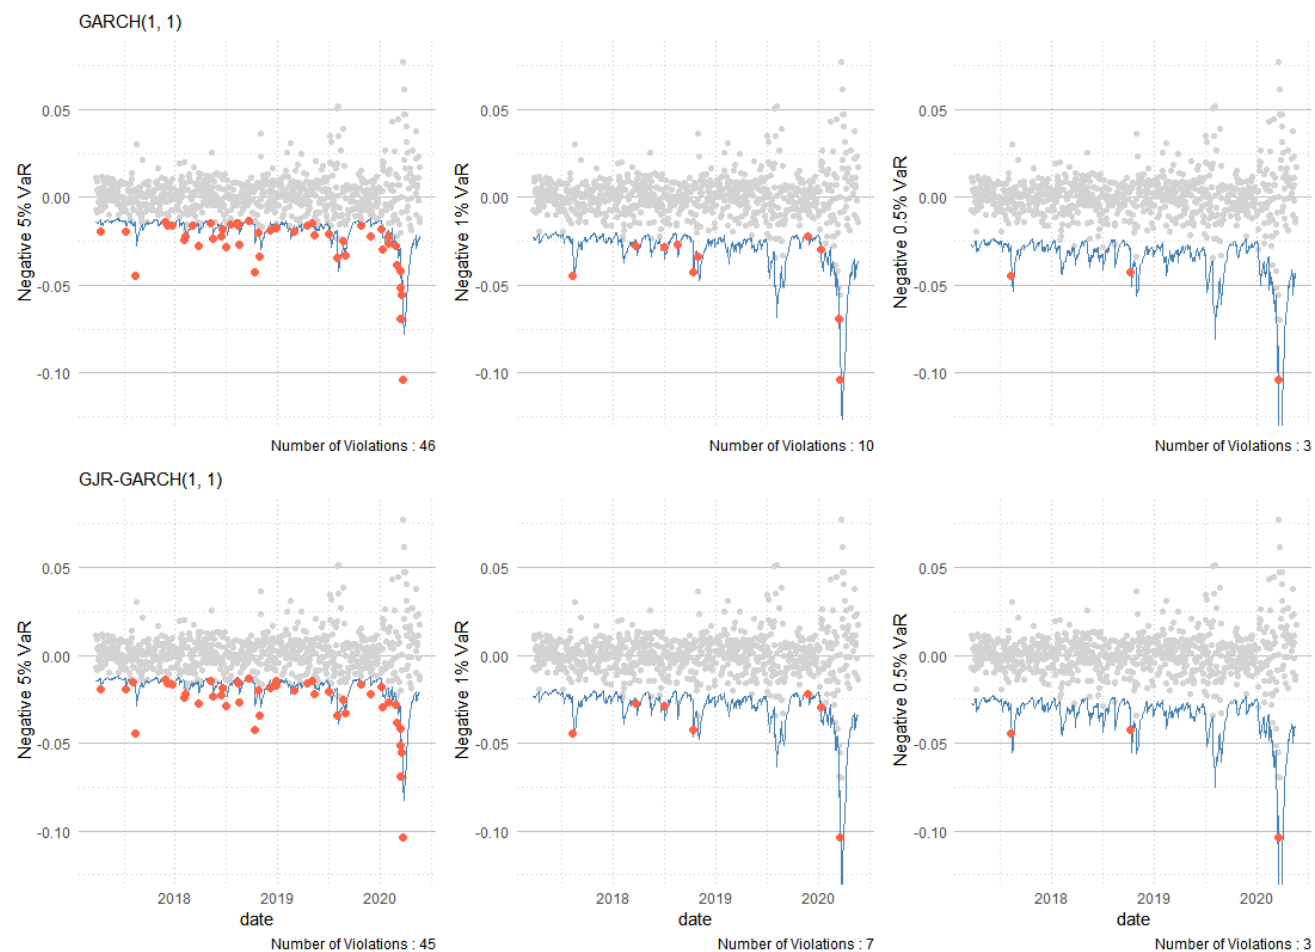 GARCH(1, 1)
Negative 5% VaR
0.05
0.00
-0.05
-0.10
Number of Violations : 46
Negative 1% VaR
0.05
0.00
-0.05
-0.10
Number of Violations : 10
Negative 0.5% VaR
0.05
0.00
-0.05
-0.10
Number of Violations : 3
GJR-GARCH(1, 1)
Negative 5% VaR
0.05
0.00
-0.05
-0.10
2018 2019 2020
date
Number of Violations : 45
Negative 1% VaR
0.05
0.00
-0.05
-0.10
2018 2019 2020
date
Number of Violations : 7
Negative 0.5% VaR
0.05
0.00
-0.05
-0.10
2018 2019 2020
date
Number of Violations : 3